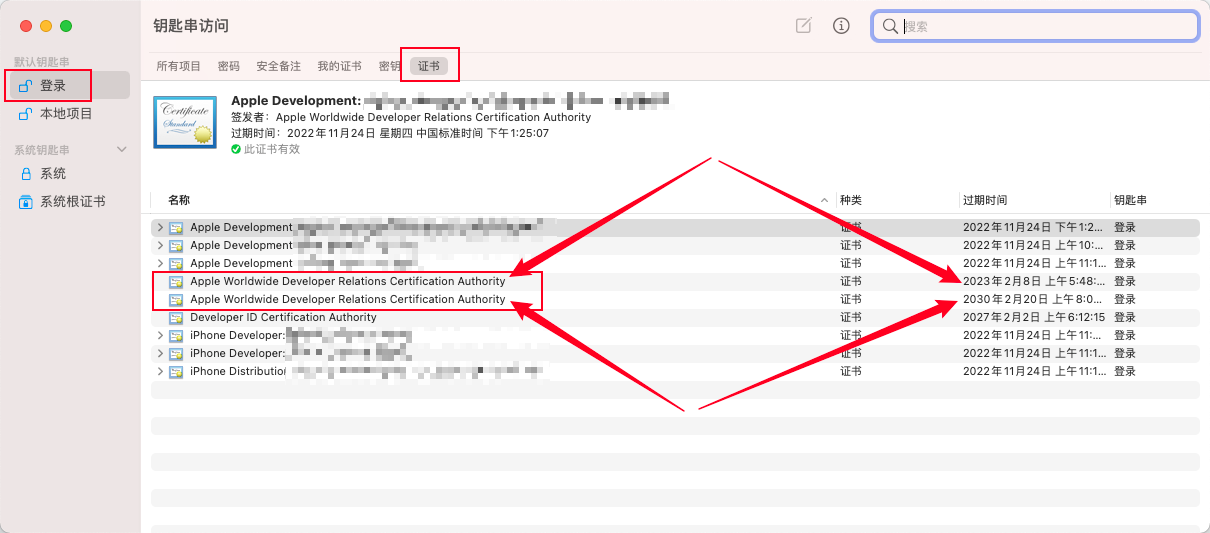 钥匙串访问
搜索
默认钥匙串
登录
本地项目
系统钥匙串
系统
系统根证书
所有项目 密码 安全备注 我的证书 密钥 证书
Apple Development:
签发者：Apple Worldwide Developer Relations Certification Authority
过期时间：2022年11月24日 星期四 中国标准时间 下午1:25:07
此证书有效
名称 种类 过期时间 钥匙串
Apple Development 证书 2022年11月24日 下午1:2... 登录
Apple Development 证书 2022年11月24日 上午10:... 登录
Apple Development 证书 2022年11月24日 上午11:1... 登录
Apple Worldwide Developer Relations Certification Authority 证书 2023年2月8日 上午5:48:... 登录
Apple Worldwide Developer Relations Certification Authority 证书 2030年2月20日 上午8:0... 登录
Developer ID Certification Authority 证书 2027年2月2日 上午6:12:15 登录
iPhone Developer: 证书 2022年11月24日 上午11:... 登录
iPhone Developer: 证书 2022年11月24日 上午11:1... 登录
iPhone Distribution 证书 2022年11月24日 上午11:1... 登录